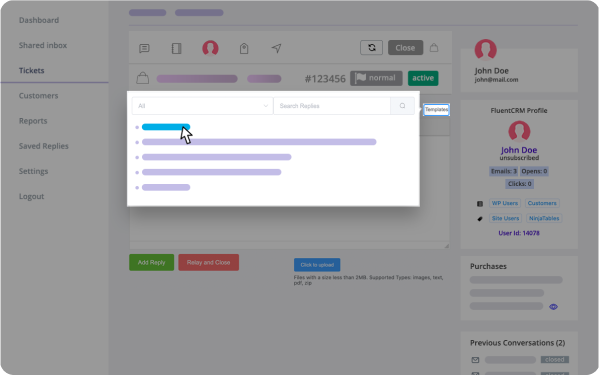 Dashboard
Shared inbox
Tickets
Customers
Reports
Saved Replies
Settings
Logout
Close
#123456
normal
active
All
Search Replies
Templates
Add Reply
Relay and Close
Click to upload
Files with a size less than 2MB. Supported Types: Images, text,
pdf, zip
John Doe
john@mail.com
FluentCRM Profile
John Doe
unsubscribed
Emails: 3 Opens: 0
Clicks: 0
WP Users Customers
Site Users NinjaTables
User Id: 14078
Purchases
Previous Conversations (2)
closed